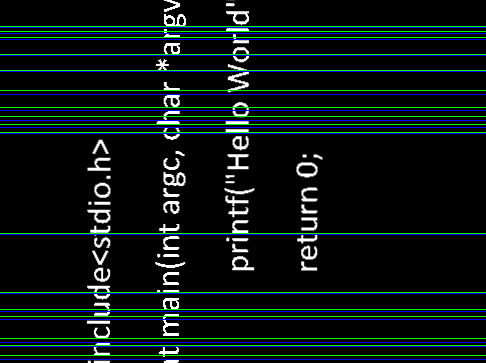 include<stdio.h>
t main(int argc, char *argv
printf("Hello World"
return 0;